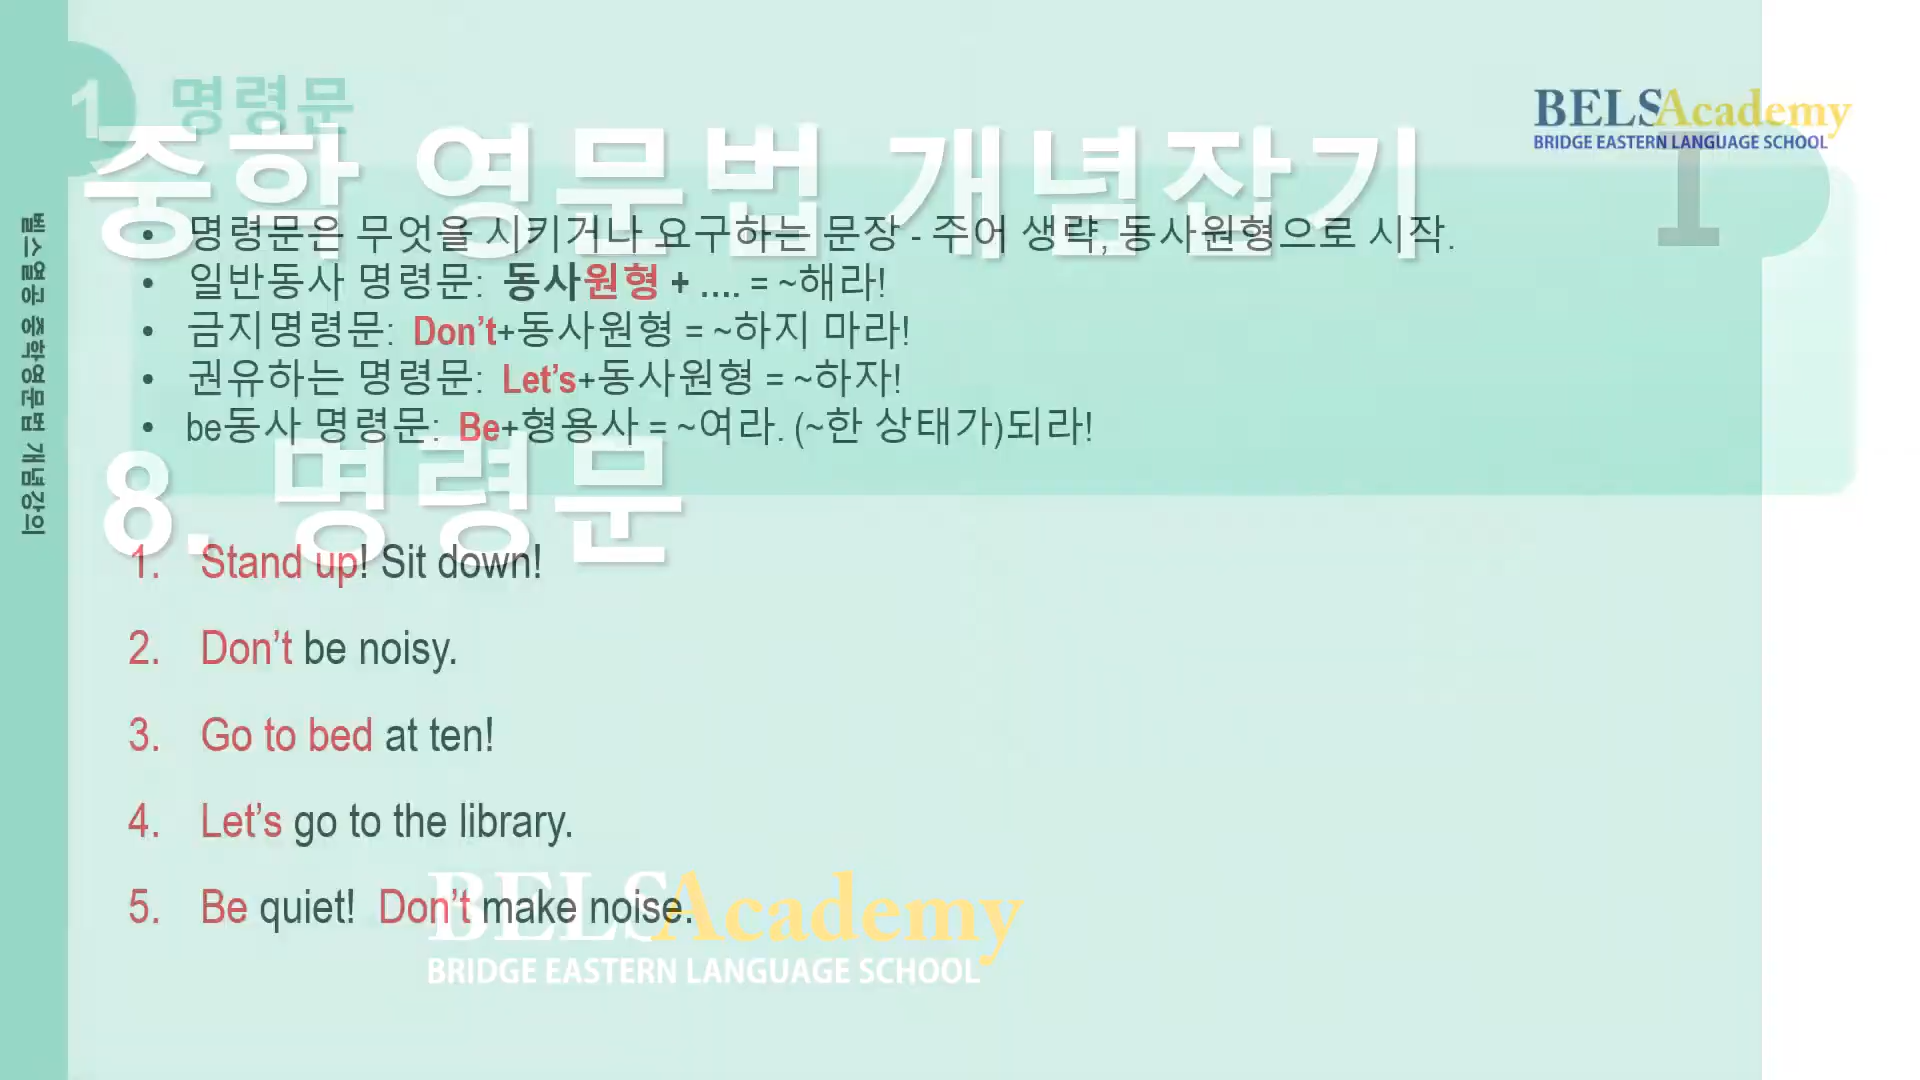 1 명령문
BELSAcademy
BRIDGE EASTERN LANGUAGE SCHOOL
중학 영문법 개념잡기
I
벨스열공 중학영문법 개념강의
• 명령문은 무엇을 시키거나 요구하는 문장 - 주어 생략, 동사원형으로 시작.
• 일반동사 명령문: 동사원형 + .... = ~해라!
• 금지명령문: Don’t+동사원형 = ~하지 마라!
• 권유하는 명령문: Let’s+동사원형 = ~하자!
• be동사 명령문: Be+형용사 = ~여라. (~한 상태가)되라!
8. 명령문
1. Stand up! Sit down!
2. Don’t be noisy.
3. Go to bed at ten!
4. Let’s go to the library.
5. Be quiet! Don’t make noise.
BELSAcademy
BRIDGE EASTERN LANGUAGE SCHOOL